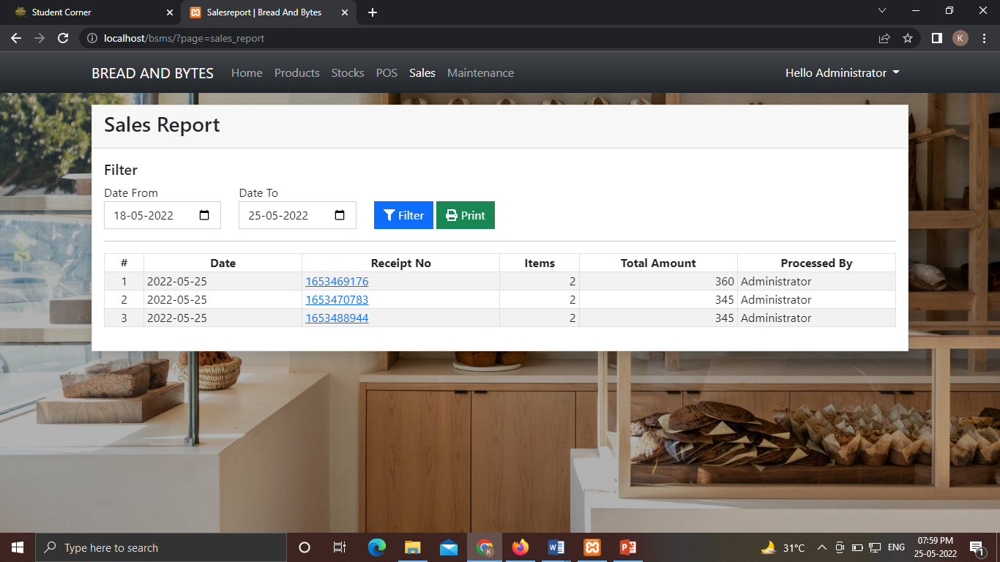 Student Corner
Salesreport | Bread And Bytes
localhost/bsms/?page=sales_report
K
BREAD AND BYTES Home Products Stocks POS Sales Maintenance Hello Administrator
Sales Report
Filter
Date From Date To
18-05-2022 25-05-2022 Filter Print
# Date Receipt No Items Total Amount Processed By
1 2022-05-25 1653469176 2 360 Administrator
2 2022-05-25 1653470783 2 345 Administrator
3 2022-05-25 1653488944 2 345 Administrator
Type here to search
31°C
ENG
07:59 PM
25-05-2022
1